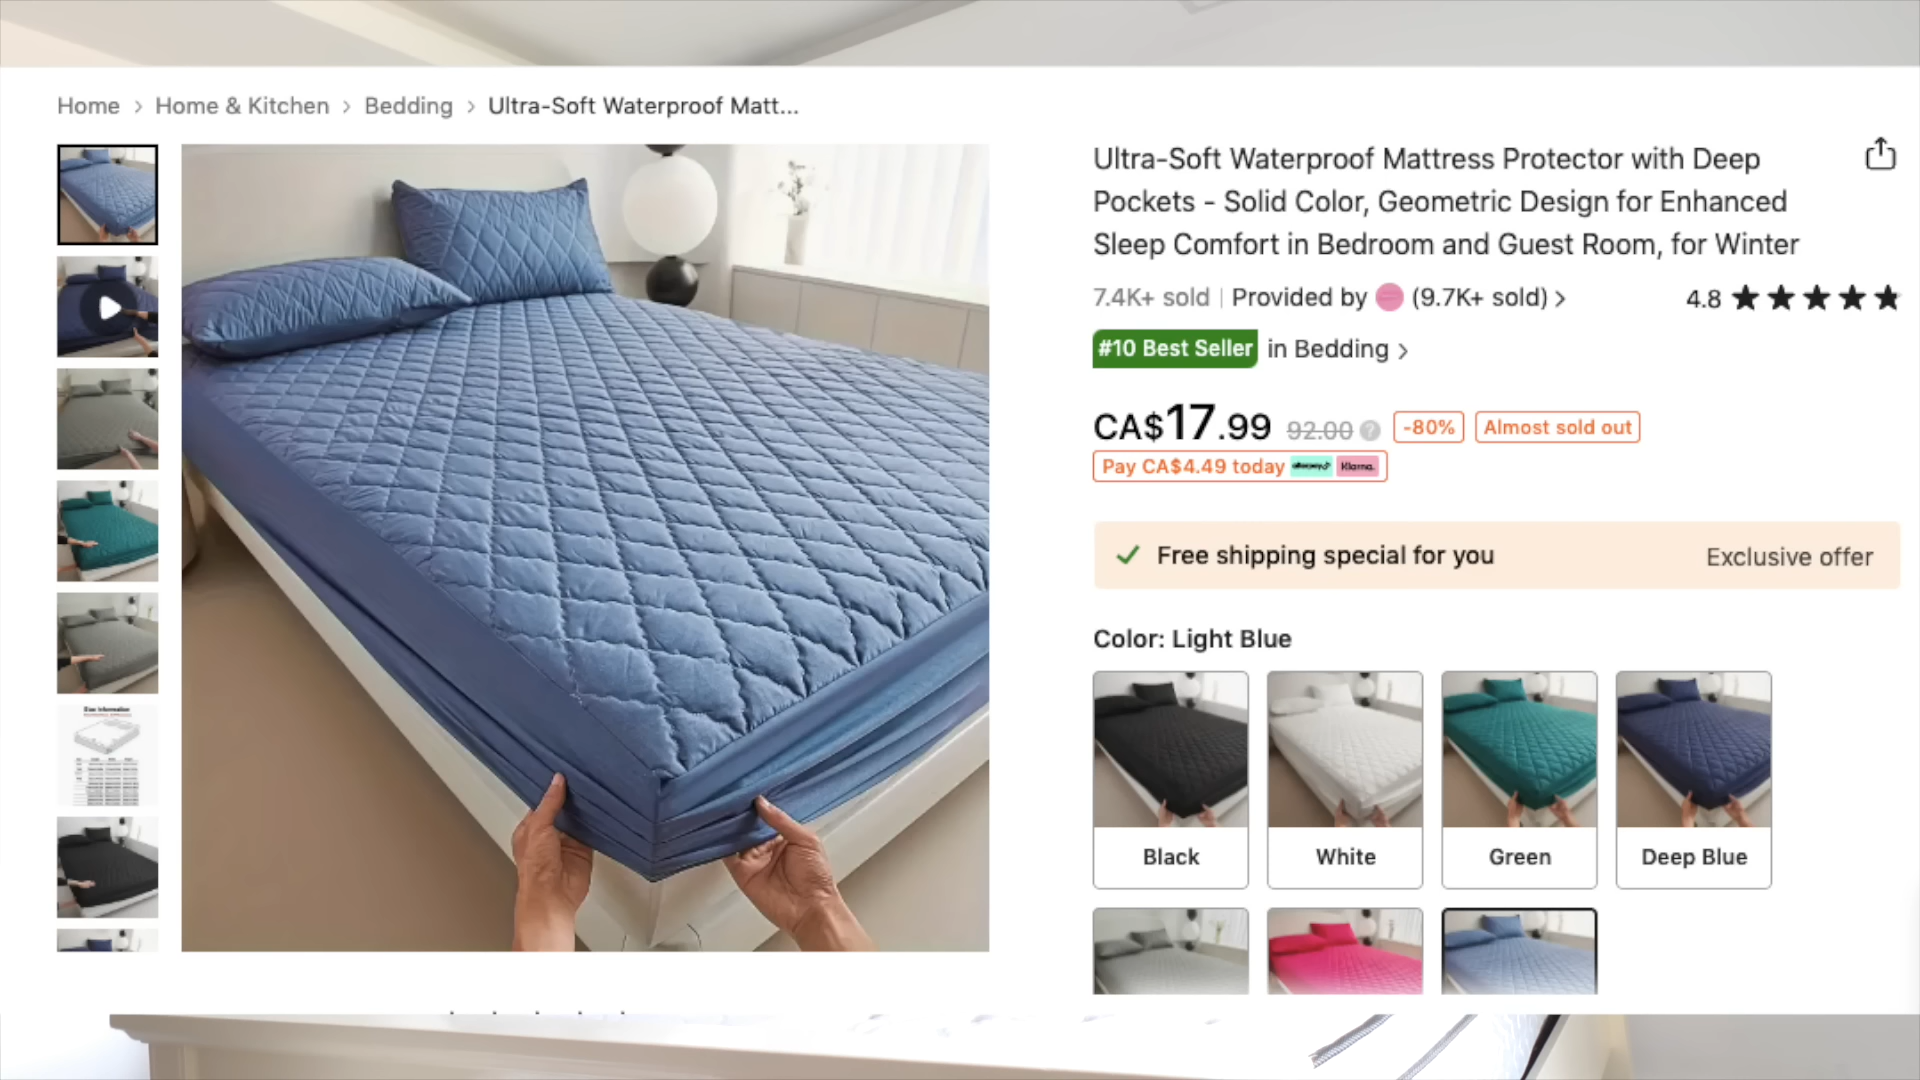 Home > Home & Kitchen > Bedding > Ultra-Soft Waterproof Matt...
Ultra-Soft Waterproof Mattress Protector with Deep
Pockets - Solid Color, Geometric Design for Enhanced
Sleep Comfort in Bedroom and Guest Room, for Winter
7.4K+ sold | Provided by (9.7K+ sold) >
4.8
#10 Best Seller in Bedding >
CA$17.99 92.00 ? -80% Almost sold out
Pay CA$4.49 today afterpay Klarna.
Free shipping special for you
Exclusive offer
Color: Light Blue
Black
White
Green
Deep Blue
Size Information